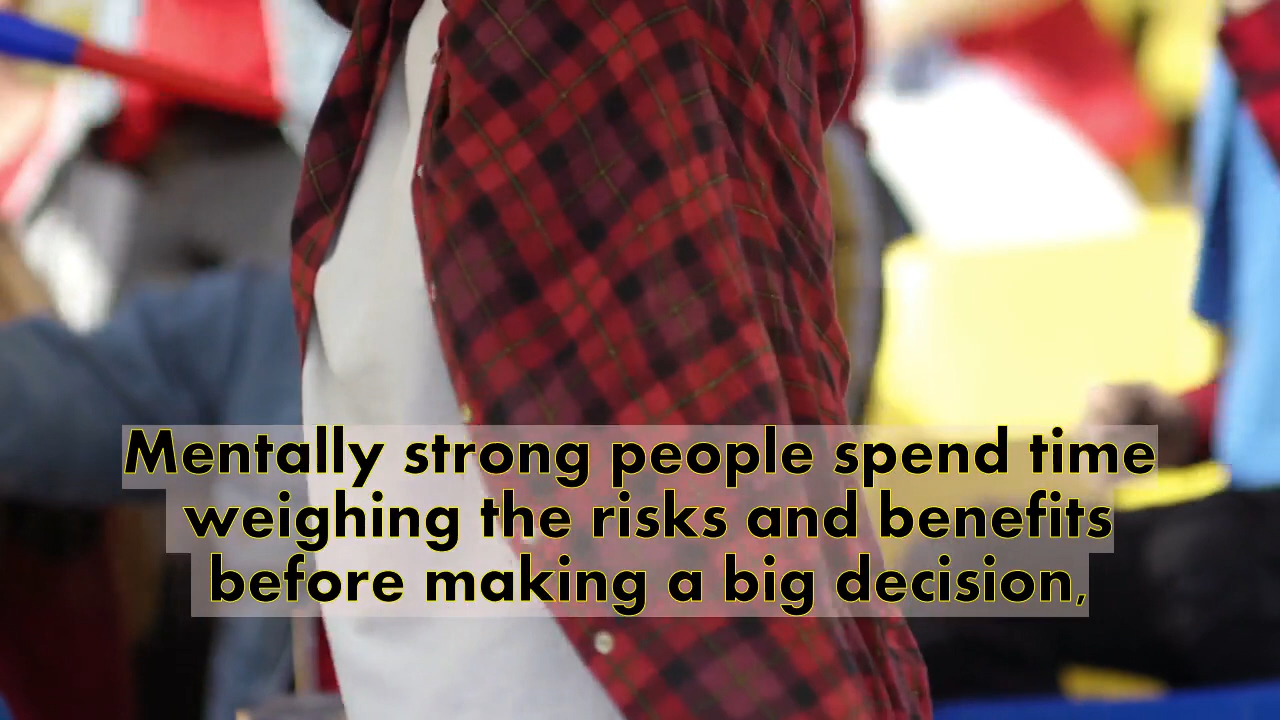 Mentally strong people spend time
weighing the risks and benefits
before making a big decision,